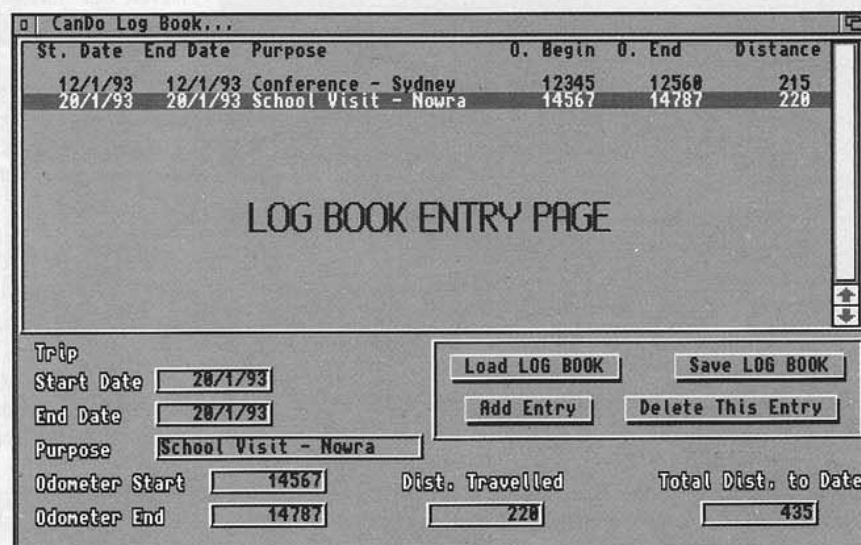 CanDo Log Book...
St. Date End Date Purpose O. Begin O. End Distance
12/1/93 12/1/93 Conference - Sydney 12345 12560 215
20/1/93 20/1/93 School Visit - Nowra 14567 14787 220
LOG BOOK ENTRY PAGE
Trip
Start Date 20/1/93
End Date 20/1/93
Purpose School Visit - Nowra
Load LOG BOOK Save LOG BOOK
Add Entry Delete This Entry
Odometer Start 14567 Dist. Travelled Total Dist. to Date
Odometer End 14787 220 435